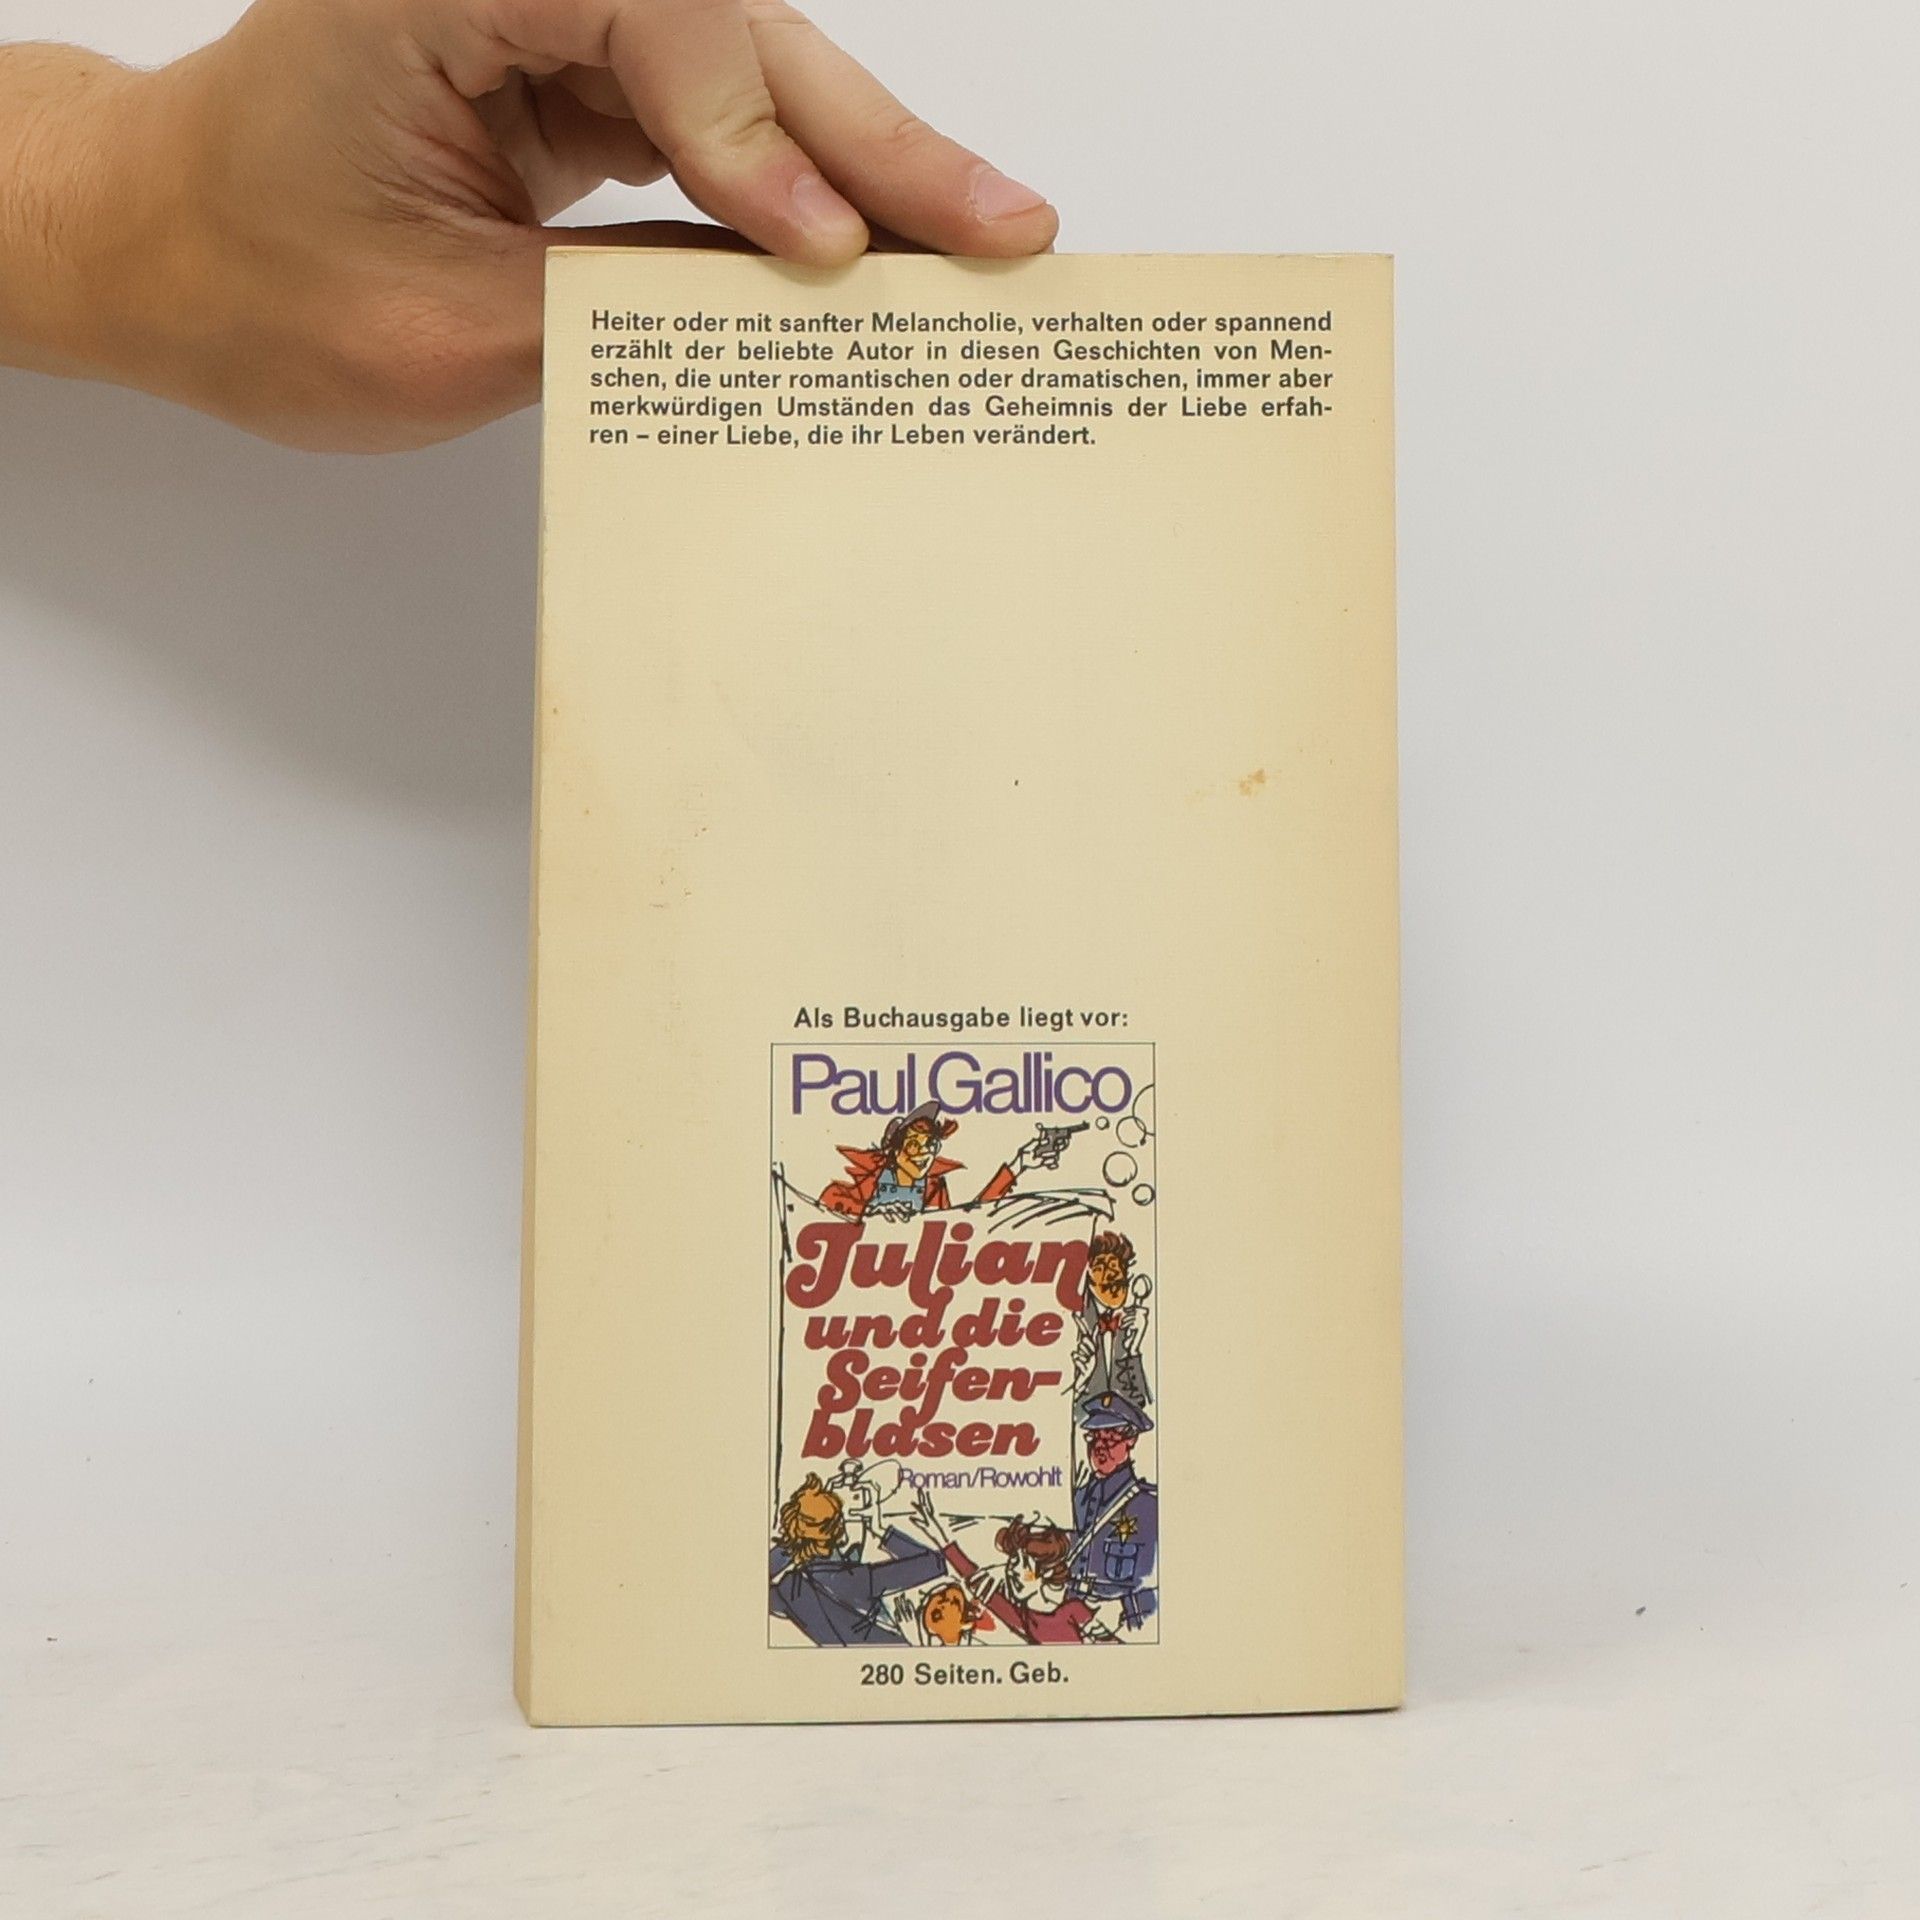 Heiter oder mit sanfter Melancholie, verhalten oder spannend
erzählt der beliebte Autor in diesen Geschichten von Men-
schen, die unter romantischen oder dramatischen, immer aber
merkwürdigen Umständen das Geheimnis der Liebe erfah-
ren – einer Liebe, die ihr Leben verändert.
Als Buchausgabe liegt vor:
Paul Gallico
Julian
und die
Seifen-
blasen
Roman/Rowohlt
280 Seiten. Geb.